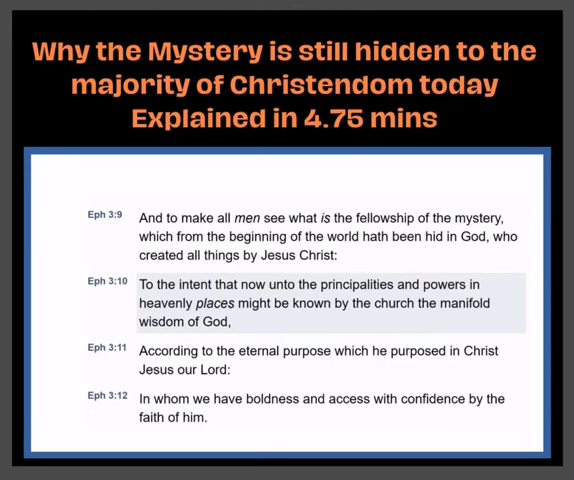 Why the Mystery is still hidden to the
majority of Christendom today
Explained in 4.75 mins
Eph 3:9 And to make all men see what is the fellowship of the mystery,
which from the beginning of the world hath been hid in God, who
created all things by Jesus Christ:
Eph 3:10 To the intent that now unto the principalities and powers in
heavenly places might be known by the church the manifold
wisdom of God,
Eph 3:11 According to the eternal purpose which he purposed in Christ
Jesus our Lord:
Eph 3:12 In whom we have boldness and access with confidence by the
faith of him.